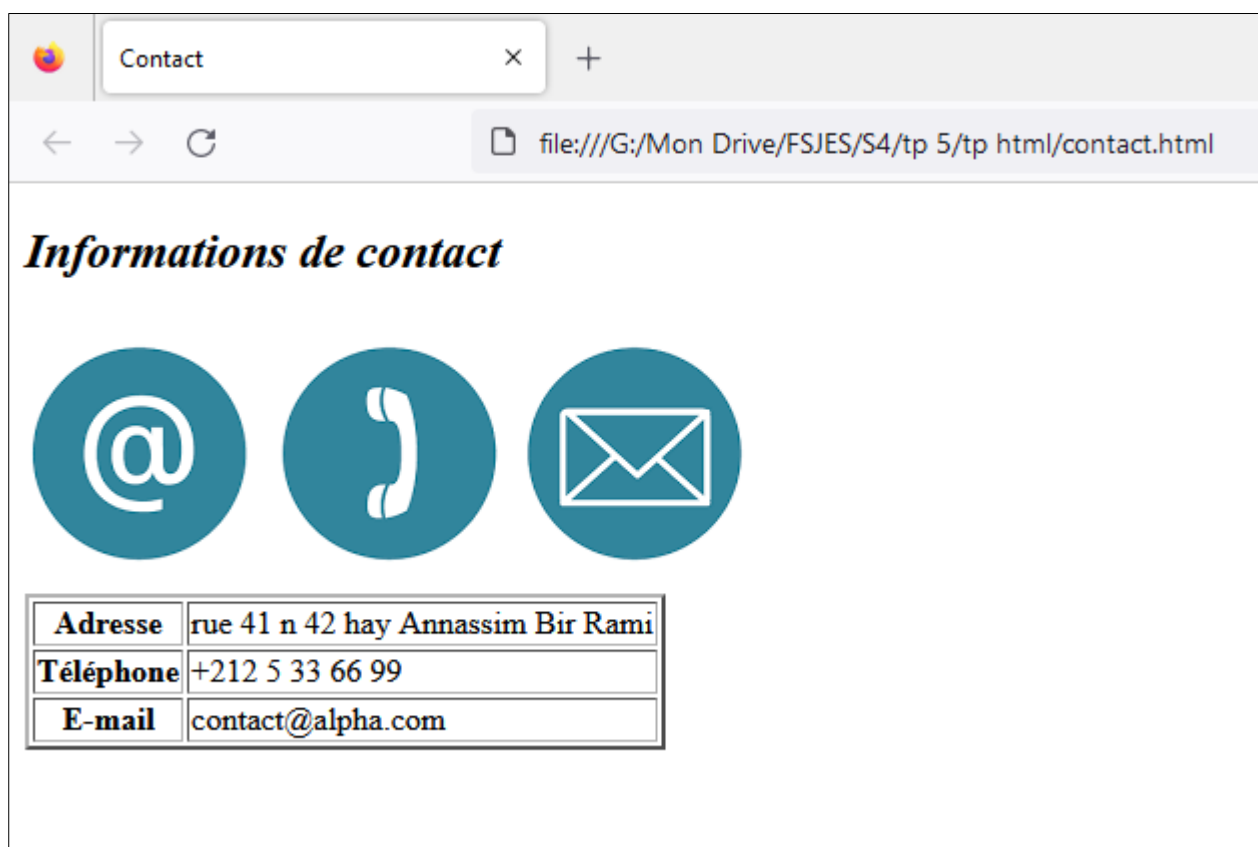 Contact
file:///G:/Mon Drive/FSJES/S4/tp 5/tp html/contact.html
Informations de contact
@
Adresse rue 41 n 42 hay Annassim Bir Rami
Téléphone +212 5 33 66 99
E-mail contact@alpha.com